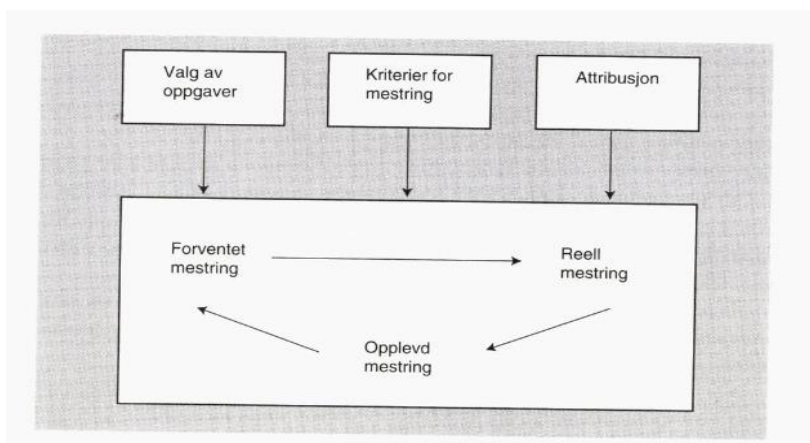 Valg av
oppgaver
Kriterier for
mestring
Attribusjon
Forventet
mestring
Reell
mestring
Opplevd
mestring